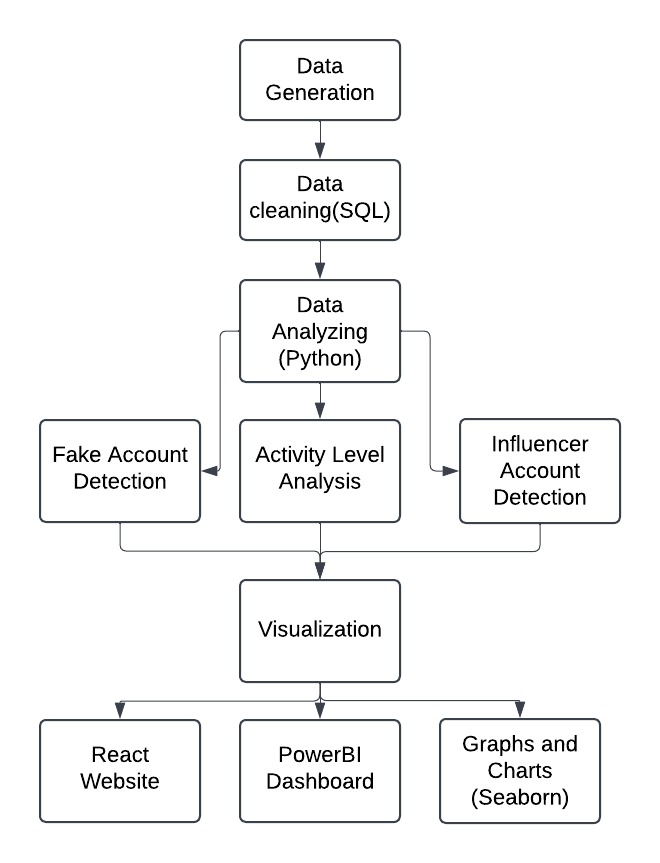 Data
Generation
Data
cleaning(SQL)
Data
Analyzing
(Python)
Fake Account
Detection
Activity Level
Analysis
Influencer
Account
Detection
Visualization
React
Website
PowerBI
Dashboard
Graphs and
Charts
(Seaborn)